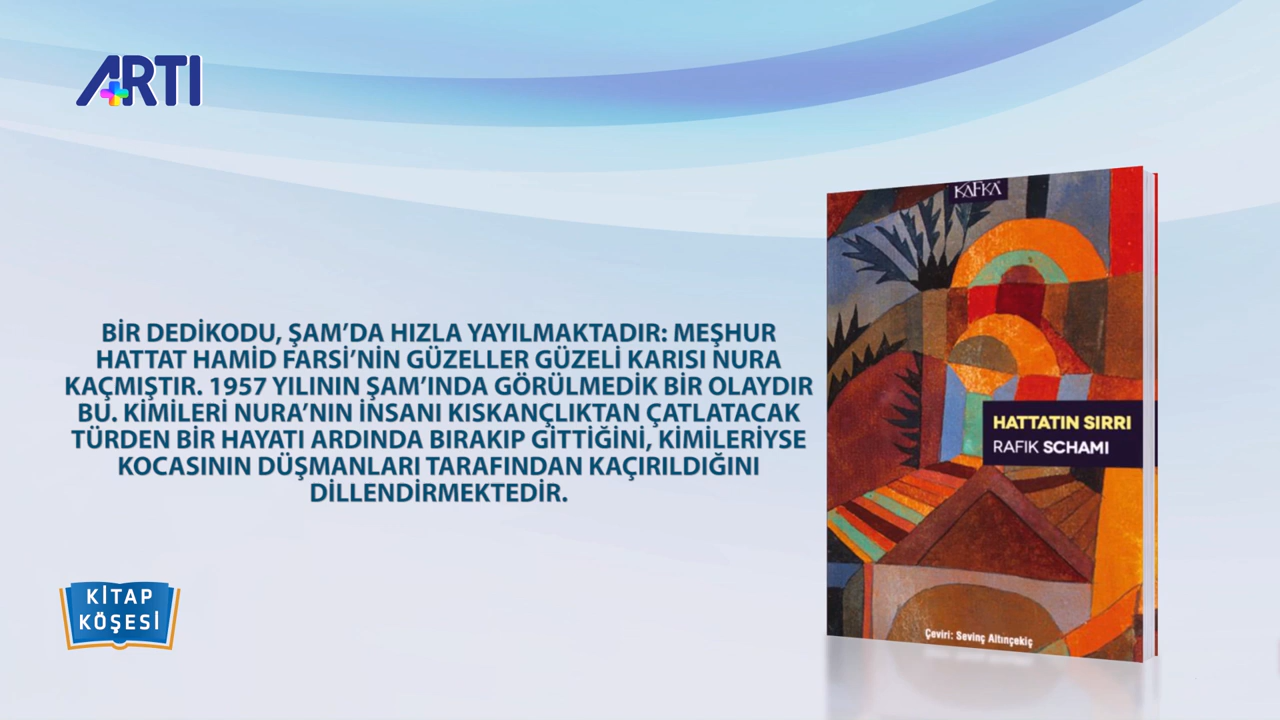 ARTI
BİR DEDİKODU, ŞAM'DA HIZLA YAYILMAKTADIR: MEŞHUR
HATTAT HAMİD FARSİ'NİN GÜZELLER GÜZELİ KARISI NURA
KAÇMIŞTIR. 1957 YILININ ŞAM'INDA GÖRÜLMEDİK BİR OLAYDIR
BU. KİMİLERİ NURA'NIN İNSANI KISKANÇLIKTAN ÇATLATACAK
TÜRDEN BİR HAYATI ARDINDA BIRAKIP GİTTİĞİNİ, KİMİLERİYSE
KOCASININ DÜŞMANLARI TARAFINDAN KAÇIRILDIĞINI
DİLLENDİRMEKTEDİR.
KİTAP
KÖŞESİ
KAFKA
HATTATIN SIRRI
RAFIK SCHAMI
Çeviri: Sevinç Altınçekiç